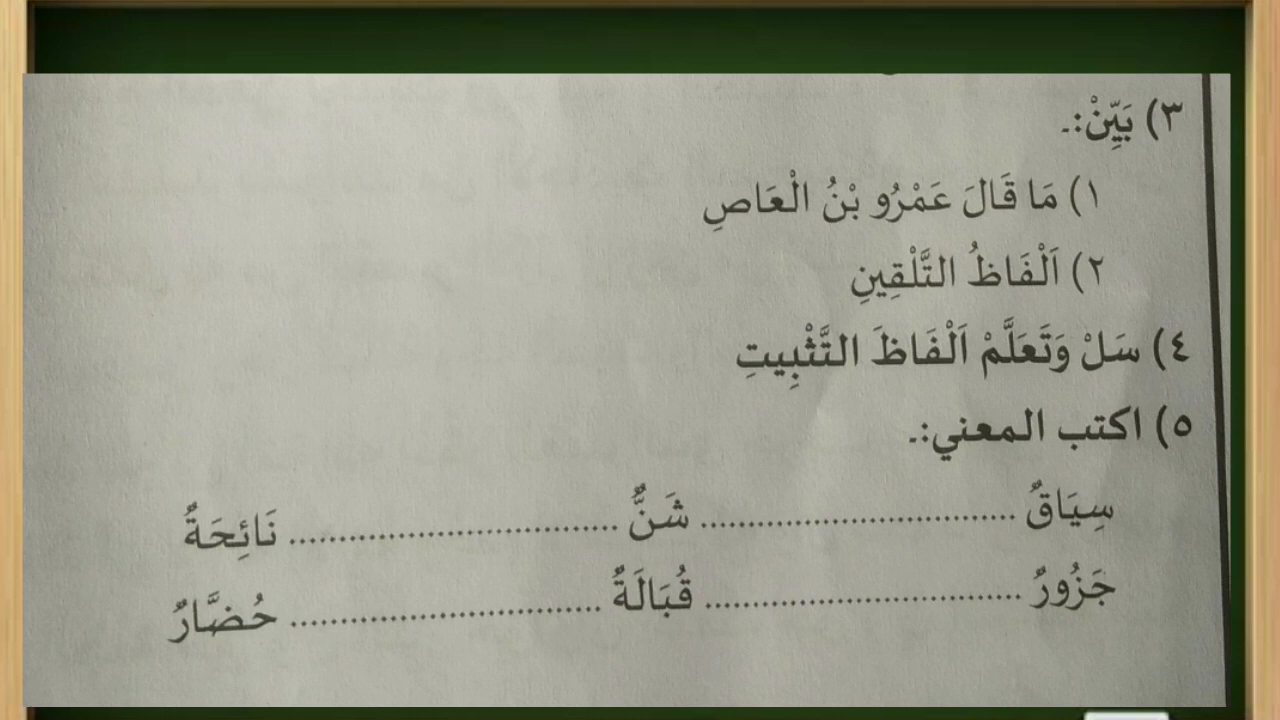 ٣) بَيِّنْ:۔
١) مَا قَالَ عَمْرُو بْنُ الْعَاصِ
٢) اَلْفَاظُ التَّلْقِينِ
٤) سَلْ وَتَعَلَّمْ اَلْفَاظَ التَّثْبِيتِ
٥) اكتب المعني:۔
سِيَاقٌ ................................ شَنٌّ ................................ نَائِحَةٌ
جَزُورٌ ................................ قُبَالَةٌ ................................ حُضَّارٌ